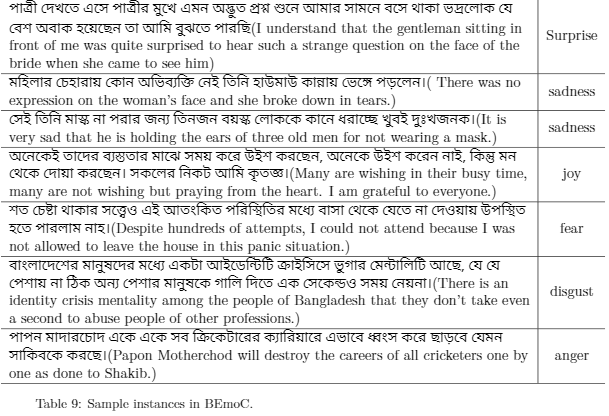 পাত্রী দেখতে এসে পাত্রীর মুখে এমন অদ্ভুত প্রশ্ন শুনে আমার সামনে বসে থাকা ভদ্রলোক যে
বেশ অবাক হয়েছেন তা আমি বুঝতে পারছি(I understand that the gentleman sitting in
front of me was quite surprised to hear such a strange question on the face of the
bride when she came to see him)
Surprise
মহিলার চেহারায় কোন অভিব্যক্তি নেই তিনি হাউমাউ কান্নায় ভেঙ্গে পড়লেন।( There was no
expression on the woman's face and she broke down in tears.)
sadness
সেই তিনি মাস্ক না পরার জন্য তিনজন বয়স্ক লোককে কানে ধরাচ্ছে খুবই দুঃখজনক।(It is
very sad that he is holding the ears of three old men for not wearing a mask.)
sadness
অনেকেই তাদের ব্যস্ততার মাঝে সময় করে উইশ করছেন, অনেকে উইশ করেন নাই, কিন্তু মন
থেকে দোয়া করছেন। সকলের নিকট আমি কৃতজ্ঞ।(Many are wishing in their busy time,
many are not wishing but praying from the heart. I am grateful to everyone.)
joy
শত চেষ্টা থাকার সত্ত্বেও এই আতংকিত পরিস্থিতির মধ্যে বাসা থেকে যেতে না দেওয়ায় উপস্থিত
হতে পারলাম নাহ।(Despite hundreds of attempts, I could not attend because I was
not allowed to leave the house in this panic situation.)
fear
বাংলাদেশের মানুষদের মধ্যে একটা আইডেন্টিটি ক্রাইসিসে ভুগার মেন্টালিটি আছে, যে যে
পেশায় না ঠিক অন্য পেশার মানুষকে গালি দিতে এক সেকেন্ডও সময় নেয়না।(There is an
identity crisis mentality among the people of Bangladesh that they don't take even
a second to abuse people of other professions.)
disgust
পাপন মাদারচোদ একে একে সব ক্রিকেটারের ক্যারিয়ারে এভাবে ধ্বংস করে ছাড়বে যেমন
সাকিবকে করছে।(Papon Motherchod will destroy the careers of all cricketers one by
one as done to Shakib.)
anger
Table 9: Sample instances in BEmoC.